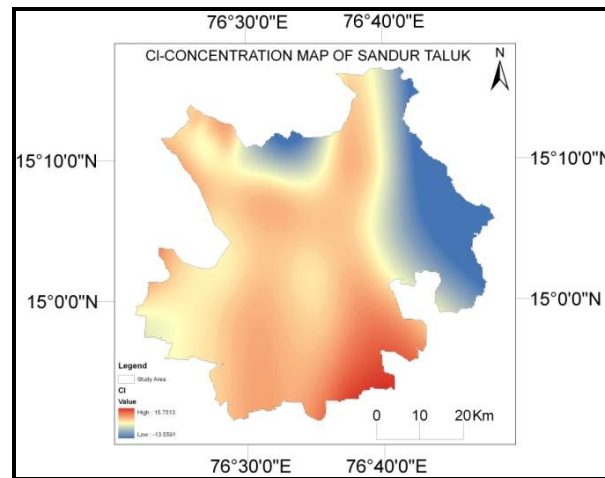 76°30'0"E 76°40'0"E
CI-CONCENTRATION MAP OF SANDUR TALUK
N
15°10'0"N 15°10'0"N
15°0'0"N 15°0'0"N
Legend
Study Area
CI
Value
High : 15.7513
Low : -13.5591
0 10 20 Km
76°30'0"E 76°40'0"E